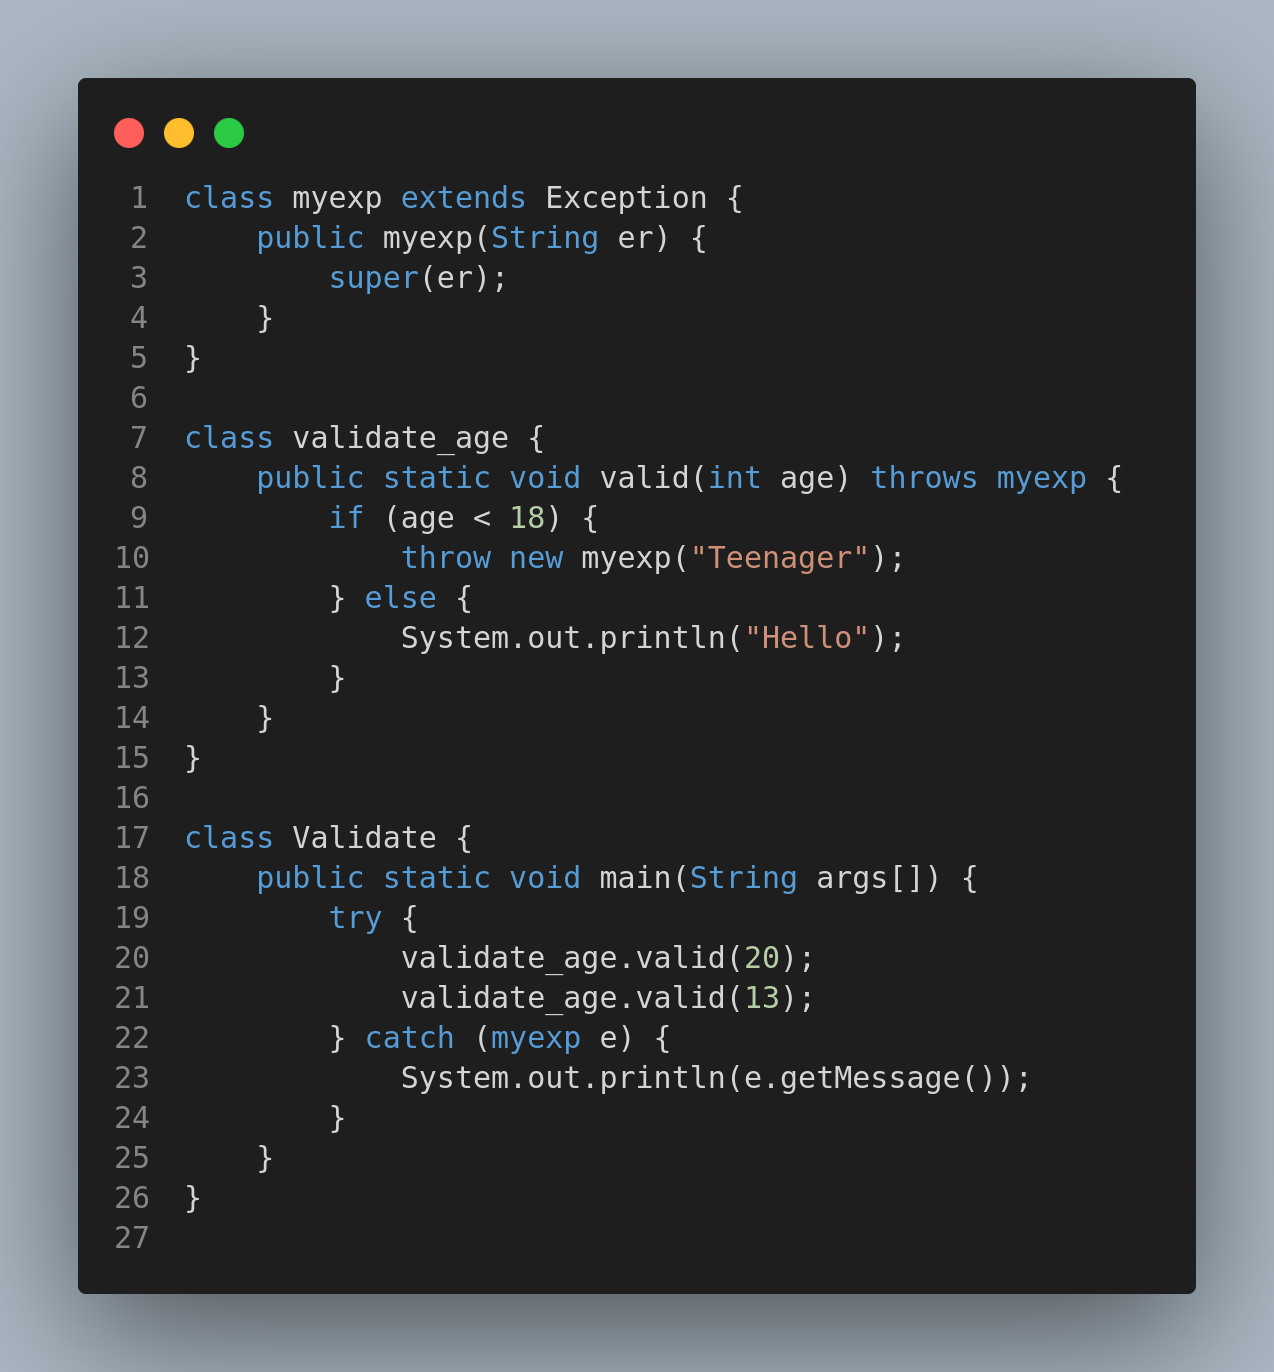 1 class myexp extends Exception {
2     public myexp(String er) {
3         super(er);
4     }
5 }
6
7 class validate_age {
8     public static void valid(int age) throws myexp {
9         if (age < 18) {
10             throw new myexp("Teenager");
11         } else {
12             System.out.println("Hello");
13         }
14     }
15 }
16
17 class Validate {
18     public static void main(String args[]) {
19         try {
20             validate_age.valid(20);
21             validate_age.valid(13);
22         } catch (myexp e) {
23             System.out.println(e.getMessage());
24         }
25     }
26 }
27